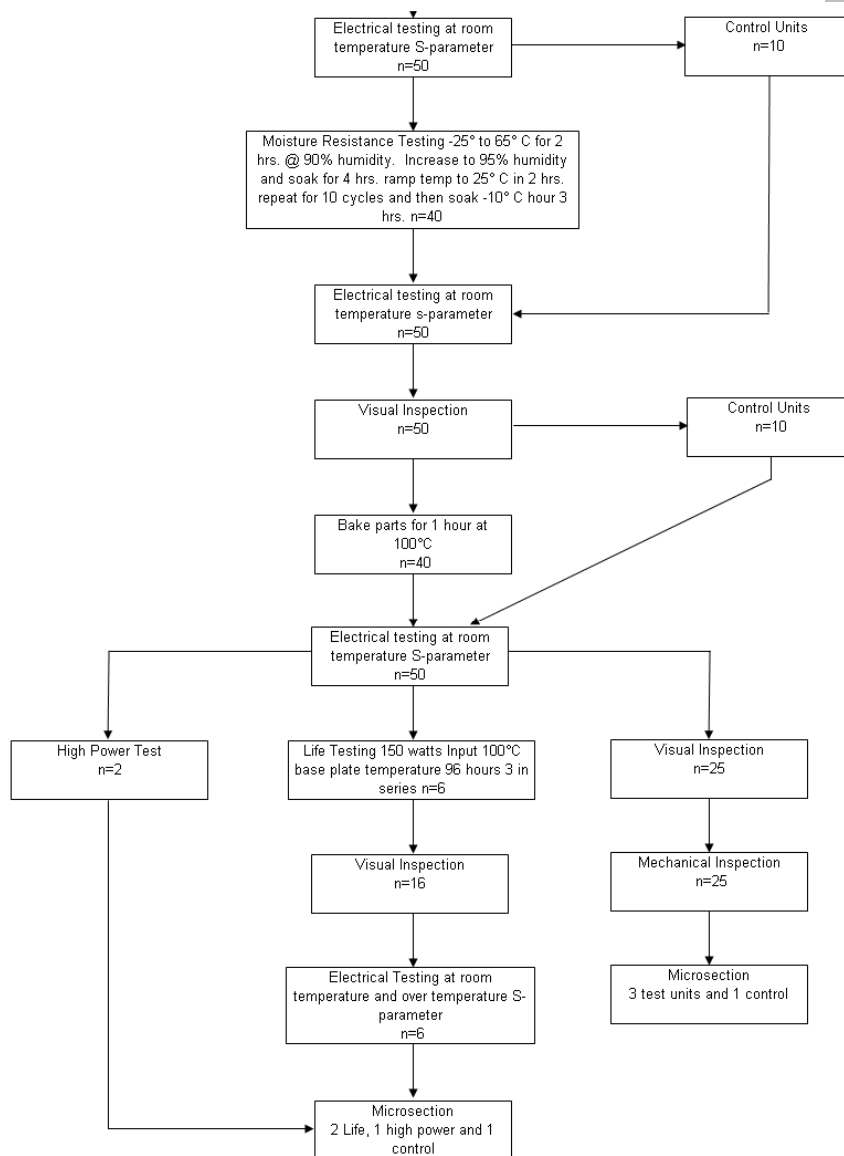 Electrical testing at room
temperature S-parameter
n=50
Control Units
n=10
Moisture Resistance Testing -25° to 65° C for 2
hrs. @ 90% humidity.  Increase to 95% humidity
and soak for 4 hrs. ramp temp to 25° C in 2 hrs.
repeat for 10 cycles and then soak -10° C hour 3
hrs. n=40
Electrical testing at room
temperature s-parameter
n=50
Visual Inspection
n=50
Control Units
n=10
Bake parts for 1 hour at
100°C
n=40
Electrical testing at room
temperature S-parameter
n=50
High Power Test
n=2
Life Testing 150 watts Input 100°C
base plate temperature 96 hours 3 in
series n=6
Visual Inspection
n=25
Visual Inspection
n=16
Mechanical Inspection
n=25
Electrical Testing at room
temperature and over temperature S-
parameter
n=6
Microsection
3 test units and 1 control
Microsection
2 Life, 1 high power and 1
control